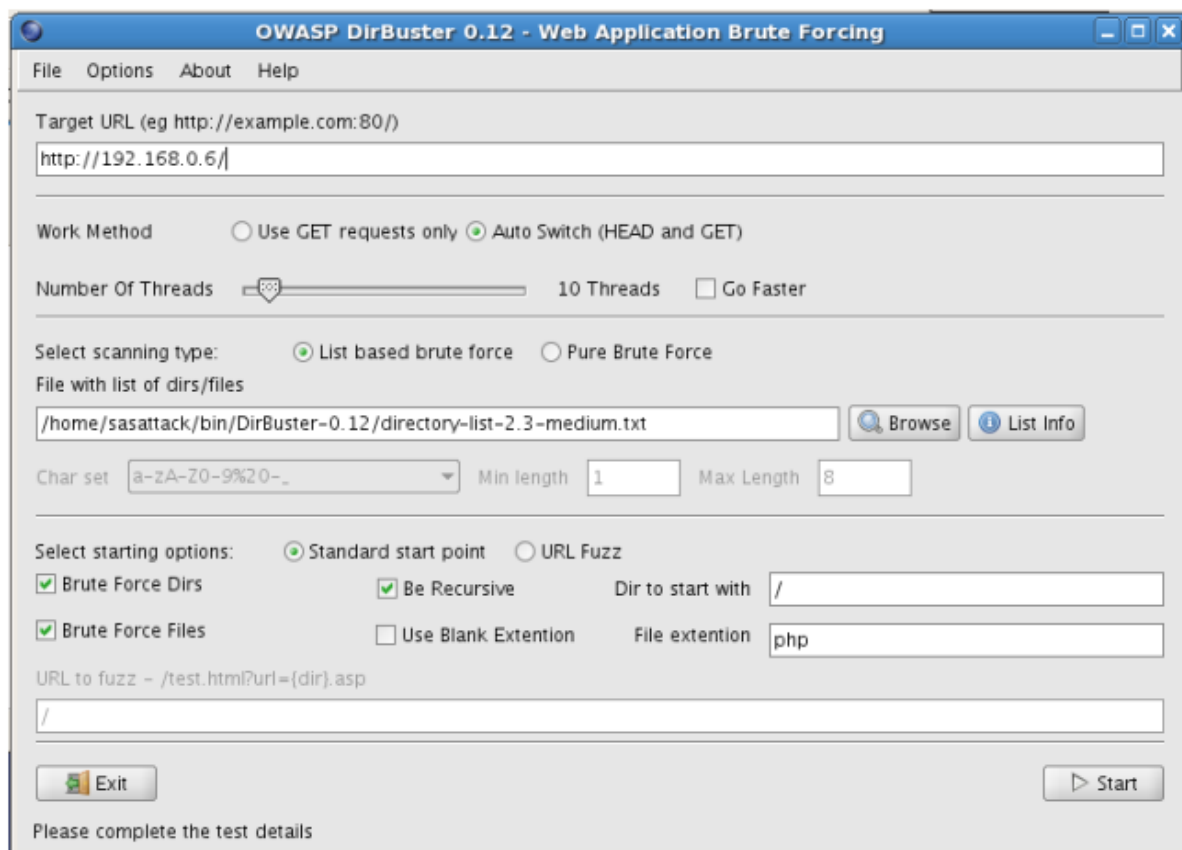 OWASP DirBuster 0.12 - Web Application Brute Forcing
File Options About Help
Target URL (eg http://example.com:80/)
http://192.168.0.6/
Work Method Use GET requests only Auto Switch (HEAD and GET)
Number Of Threads 10 Threads Go Faster
Select scanning type: List based brute force Pure Brute Force
File with list of dirs/files
/home/sasattack/bin/DirBuster-0.12/directory-list-2.3-medium.txt Browse List Info
Char set a-zA-Z0-9%20-_ Min length 1 Max Length 8
Select starting options: Standard start point URL Fuzz
Brute Force Dirs Be Recursive Dir to start with /
Brute Force Files Use Blank Extention File extention php
URL to fuzz - /test.html?url={dir}.asp
/
Exit Start
Please complete the test details